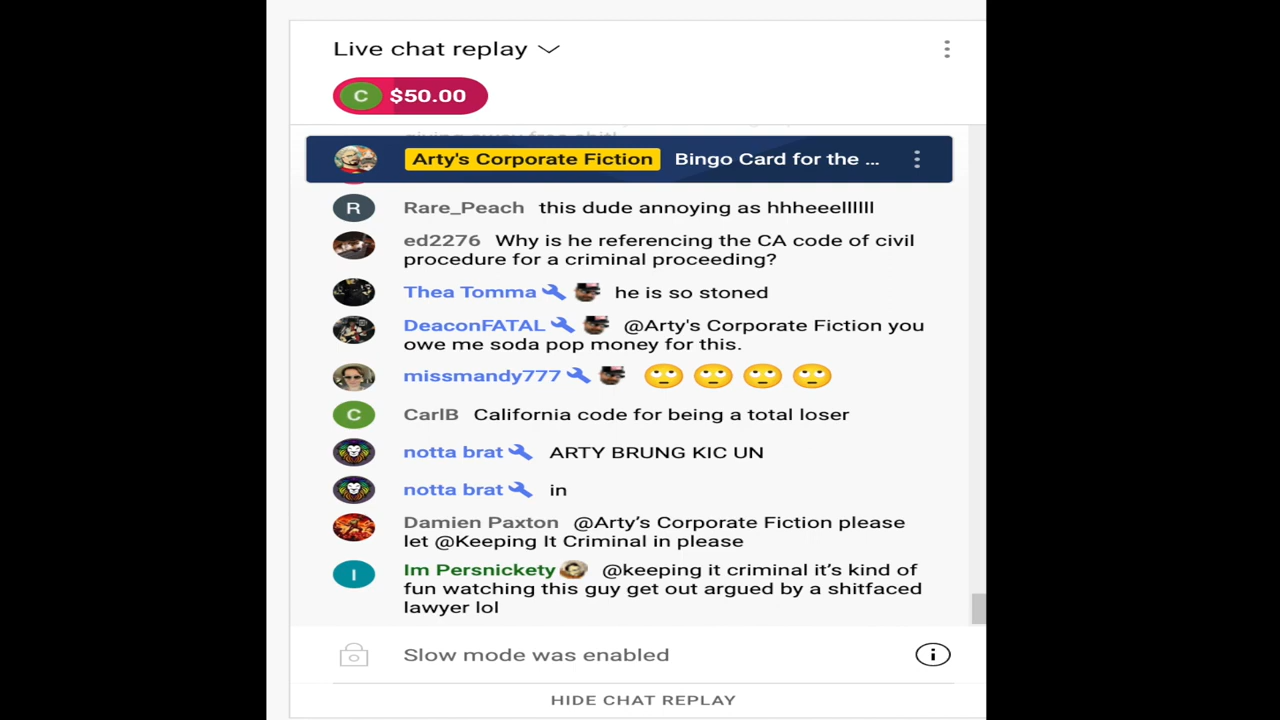 Live chat replay
C $50.00
giving away free shit!
Arty's Corporate Fiction Bingo Card for the ...
R Rare_Peach this dude annoying as hhheeelllllll
ed2276 Why is he referencing the CA code of civil
procedure for a criminal proceeding?
Thea Tomma he is so stoned
DeaconFATAL @Arty's Corporate Fiction you
owe me soda pop money for this.
missmandy777
C CarlB California code for being a total loser
notta brat ARTY BRUNG KIC UN
notta brat in
Damien Paxton @Arty’s Corporate Fiction please
let @Keeping It Criminal in please
I Im Persnickety @keeping it criminal it’s kind of
fun watching this guy get out argued by a shitfaced
lawyer lol
Slow mode was enabled
HIDE CHAT REPLAY